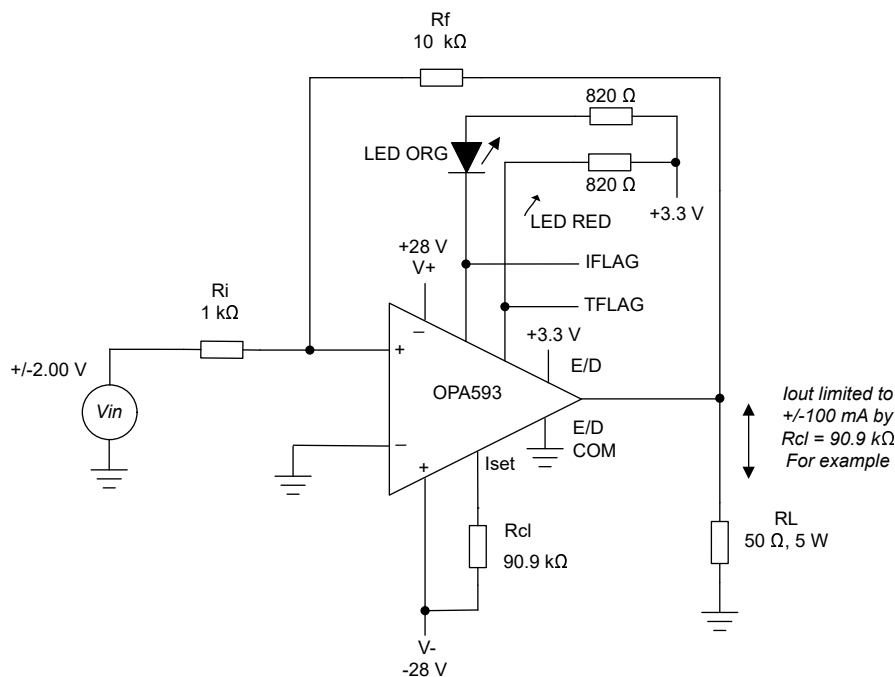 Rf
10 kΩ
820 Ω
LED ORG
820 Ω
LED RED
+3.3 V
+28 V
V+
IFLAG
Ri
1 kΩ
TFLAG
–
+3.3 V
+/-2.00 V
+
E/D
Vin
OPA593
Iout limited to
+/-100 mA by
Rcl = 90.9 kΩ
For example
–
E/D
COM
+
Iset
Rcl
90.9 kΩ
RL
50 Ω, 5 W
V-
-28 V